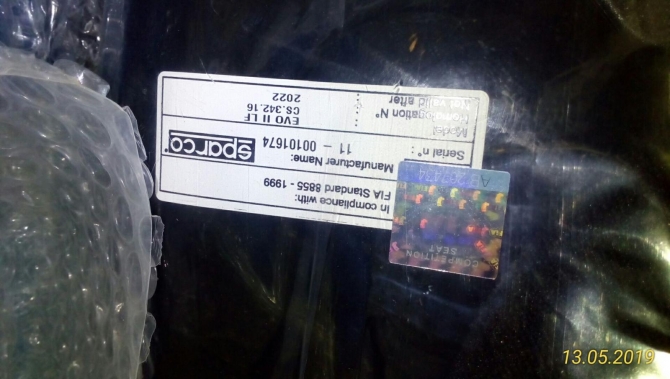 In compliance with:
FIA Standard 8855 - 1999
Manufacturer Name: sparco
Serial n°: 11 - 00101674
Model: EVO II LF
Homologation N°: CS.342.16
Not valid after: 2022
COMPETITION
SEAT
13.05.2019